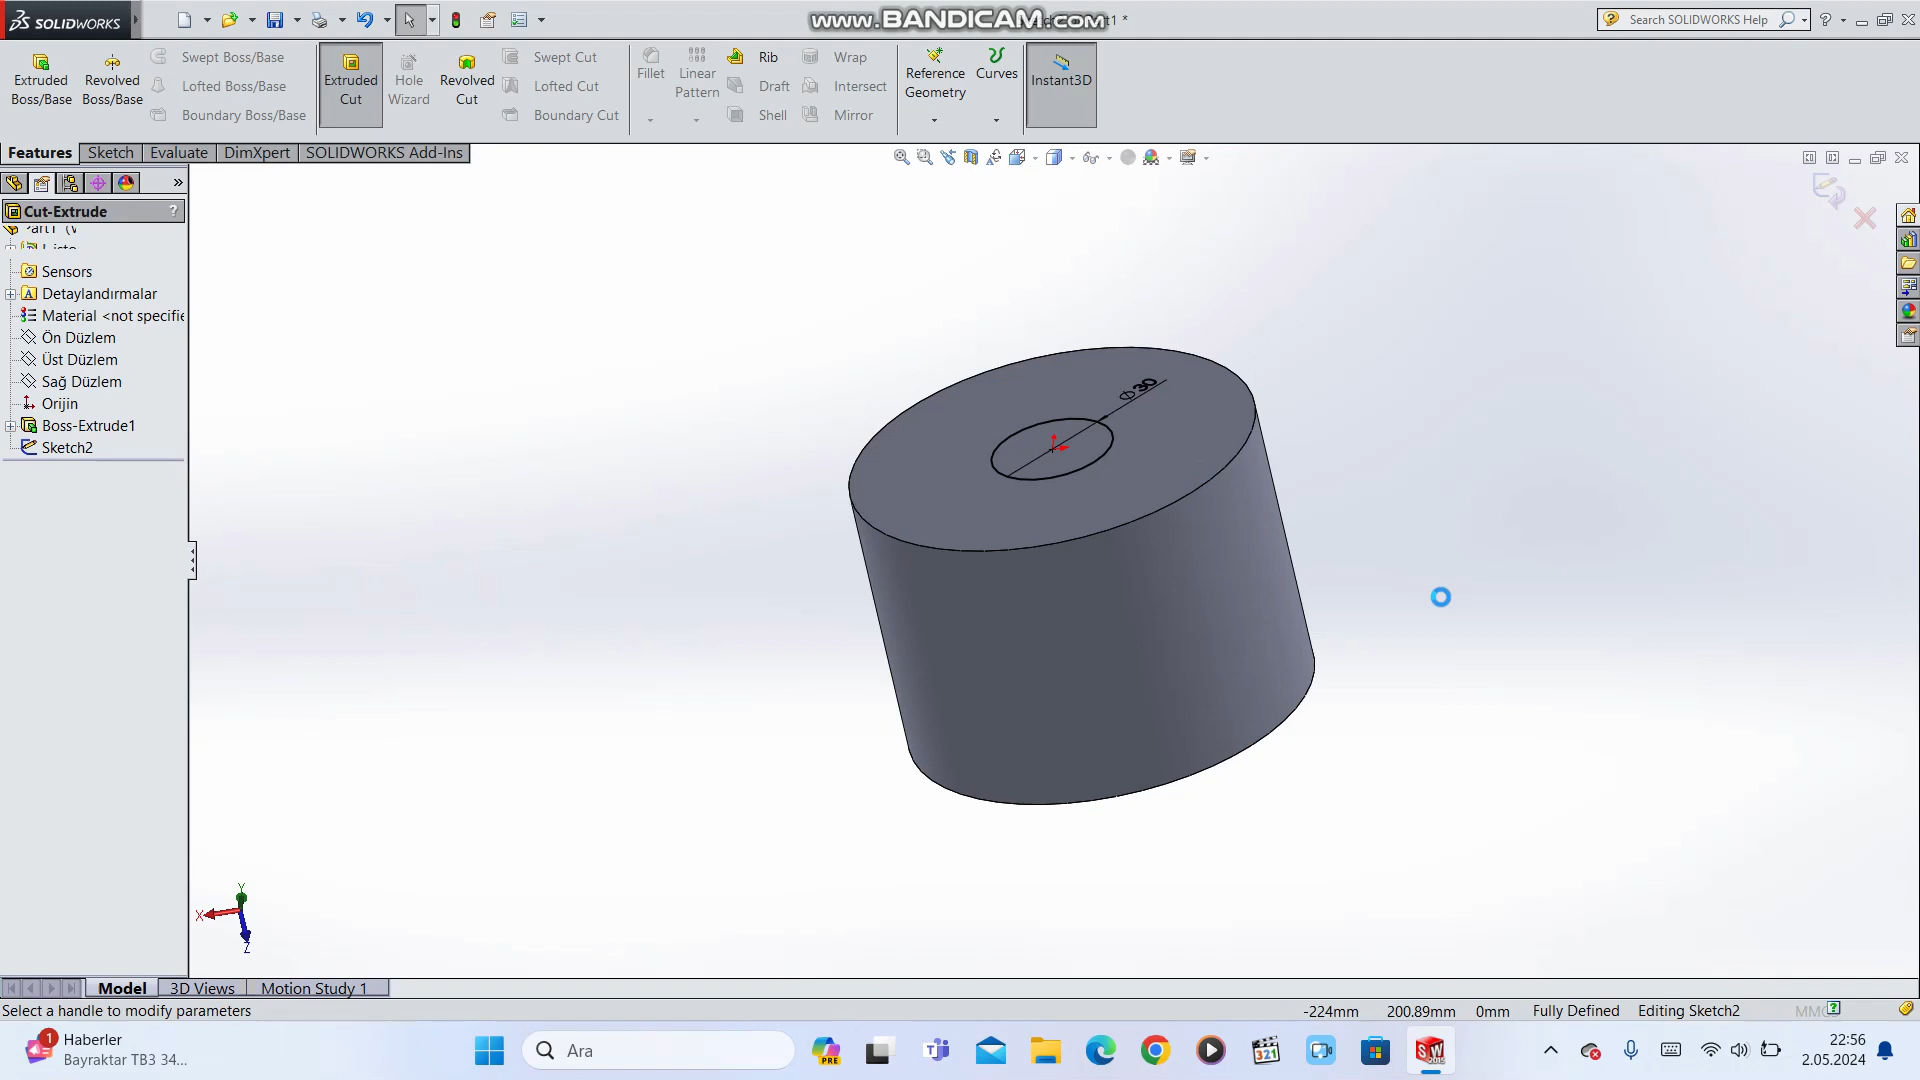 SOLIDWORKS
www.BANDICAM.com
*
Search SOLIDWORKS Help
Extruded Boss/Base
Revolved Boss/Base
Swept Boss/Base
Lofted Boss/Base
Boundary Boss/Base
Extruded Cut
Hole Wizard
Revolved Cut
Swept Cut
Lofted Cut
Boundary Cut
Fillet
Linear Pattern
Rib
Draft
Shell
Wrap
Intersect
Mirror
Reference Geometry
Curves
Instant3D
Features
Sketch
Evaluate
DimXpert
SOLIDWORKS Add-Ins
Cut-Extrude
?
Sensors
Detaylandırmalar
Material <not specifie
Ön Düzlem
Üst Düzlem
Sağ Düzlem
Orijin
Boss-Extrude1
Sketch2
Φ30
Y
X
Z
Model
3D Views
Motion Study 1
Select a handle to modify parameters
-224mm
200.89mm
0mm
Fully Defined
Editing Sketch2
1
Haberler
Bayraktar TB3 34...
Ara
PRE
321
22:56
2.05.2024